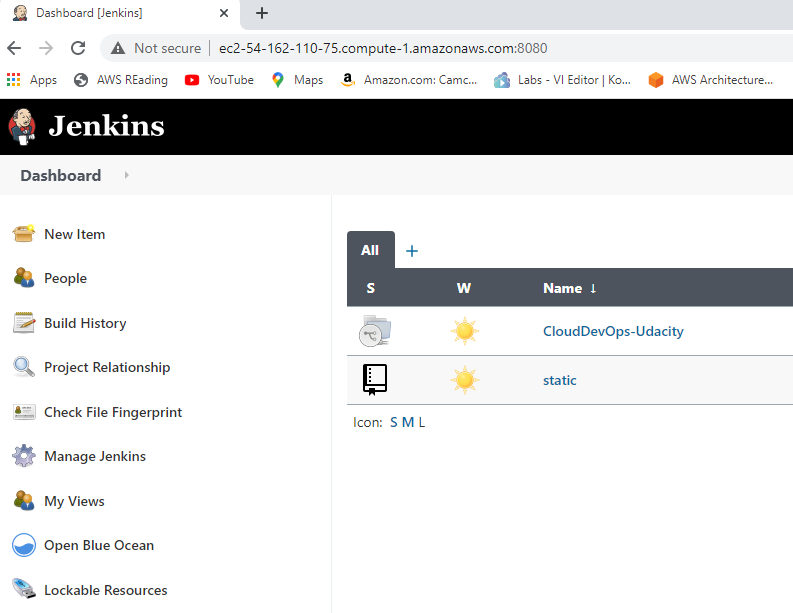 Dashboard [Jenkins]
Not secure ec2-54-162-110-75.compute-1.amazonaws.com:8080
Apps AWS REading YouTube Maps Amazon.com: Camc... Labs - VI Editor | Ko... AWS Architecture...
Jenkins
Dashboard
New Item
People
Build History
Project Relationship
Check File Fingerprint
Manage Jenkins
My Views
Open Blue Ocean
Lockable Resources
All +
S W Name ↓
CloudDevOps-Udacity
static
Icon: S M L